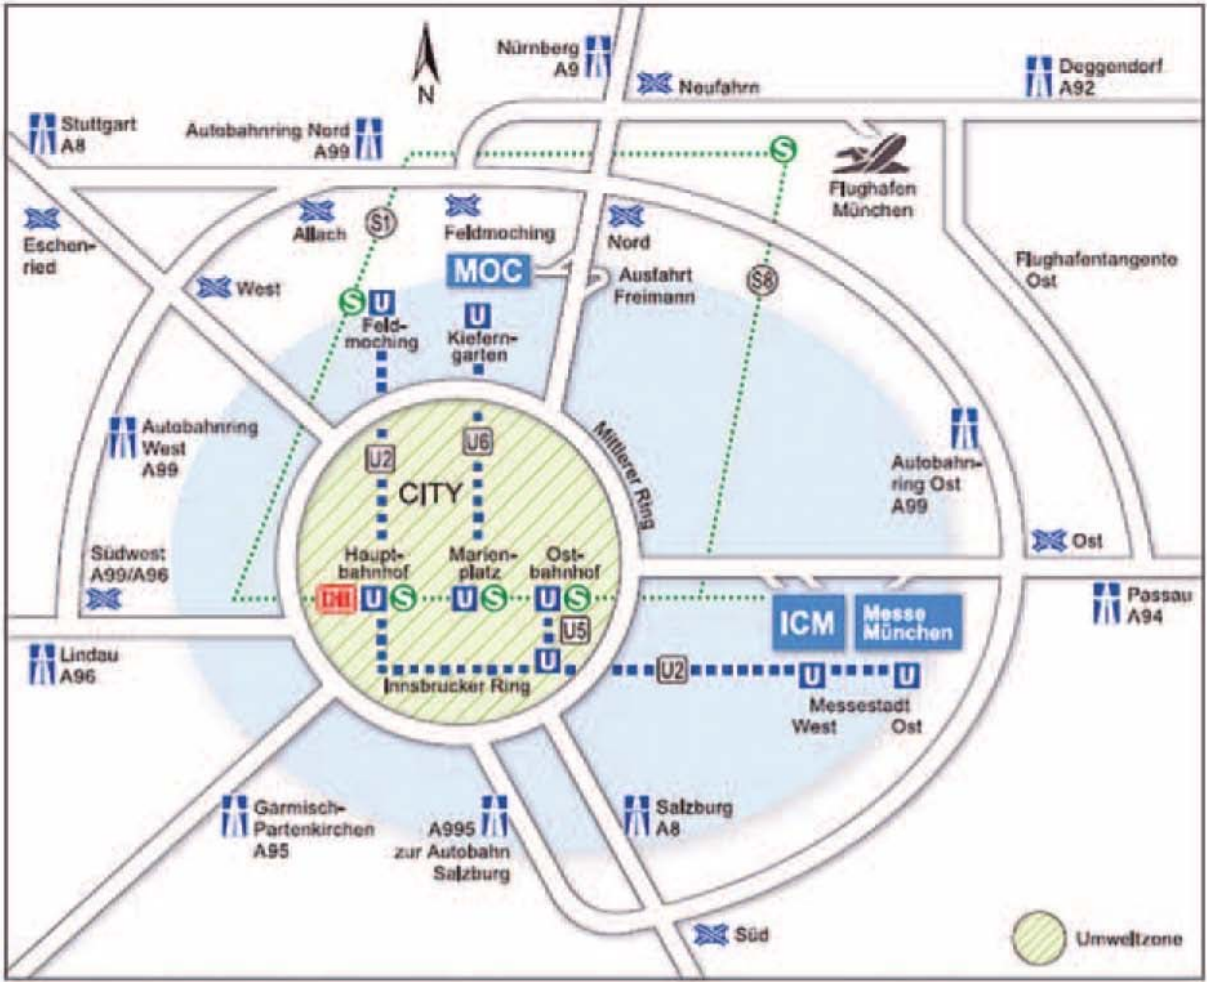 Nürnberg
A9
N
Neufahrn
Deggendorf
A92
Stuttgart
A8
Autobahnring Nord
A99
S
Flughafen
München
Eschen-
ried
Allach
S1
Feldmoching
Nord
MOC
Ausfahrt
Freimann
S8
Flughafentangente
Ost
West
S U
Feld-
moching
U
Kiefern-
garten
Mittlerer Ring
Autobahnring
West
A99
U2
U6
CITY
Autobahn-
ring Ost
A99
Südwest
A99/A96
Haupt-
bahnhof
Marien-
platz
Ost-
bahnhof
Ost
DB U S
U S
U S
U5
U
ICM
Messe
München
Passau
A94
Lindau
A96
Innsbrucker Ring
U2
U
U
Messestadt
West
Ost
Garmisch-
Partenkirchen
A95
A995
zur Autobahn
Salzburg
Salzburg
A8
Süd
Umweltzone